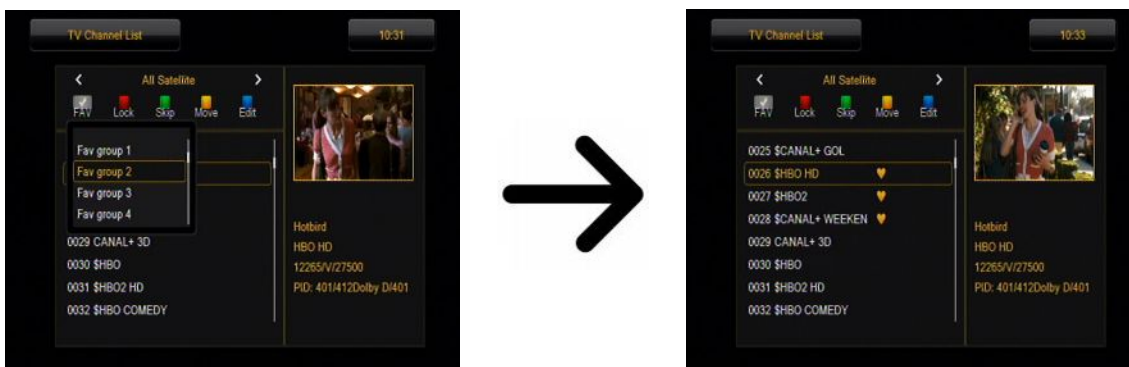 TV Channel List
10:31
< All Satellite >
FAV Lock Skip Move Edit
Fav group 1
Fav group 2
Fav group 3
Fav group 4
0029 CANAL+ 3D
0030 $HBO
0031 $HBO2 HD
0032 $HBO COMEDY
Hotbird
HBO HD
12265/V/27500
PID: 401/412Dolby D/401
TV Channel List
10:33
< All Satellite >
FAV Lock Skip Move Edit
0025 $CANAL+ GOL
0026 $HBO HD
0027 $HBO2
0028 $CANAL+ WEEKEN
0029 CANAL+ 3D
0030 $HBO
0031 $HBO2 HD
0032 $HBO COMEDY
Hotbird
HBO HD
12265/V/27500
PID: 401/412Dolby D/401